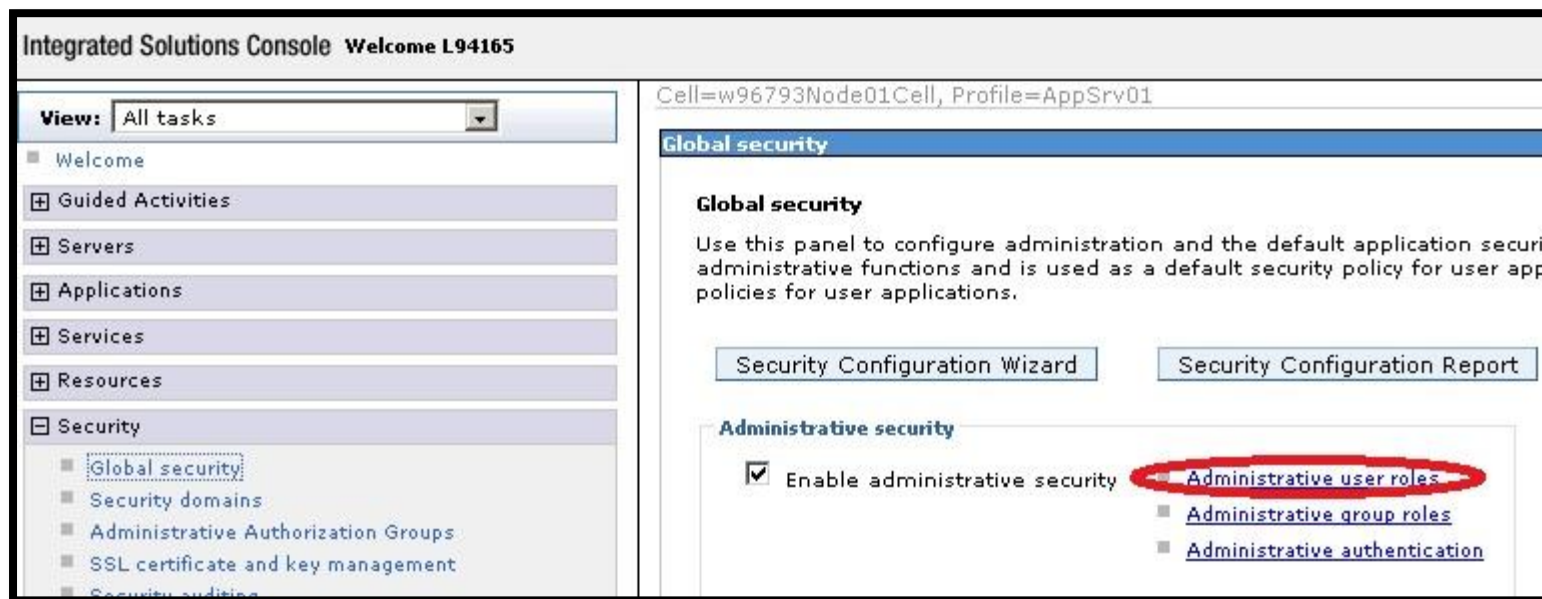 Integrated Solutions Console Welcome L94165
View: All tasks
Welcome
Guided Activities
Servers
Applications
Services
Resources
Security
Global security
Security domains
Administrative Authorization Groups
SSL certificate and key management
Security auditing
Cell=w96793Node01Cell, Profile=AppSrv01
Global security
Global security
Use this panel to configure administration and the default application securi
administrative functions and is used as a default security policy for user app
policies for user applications.
Security Configuration Wizard Security Configuration Report
Administrative security
Enable administrative security Administrative user roles
Administrative group roles
Administrative authentication